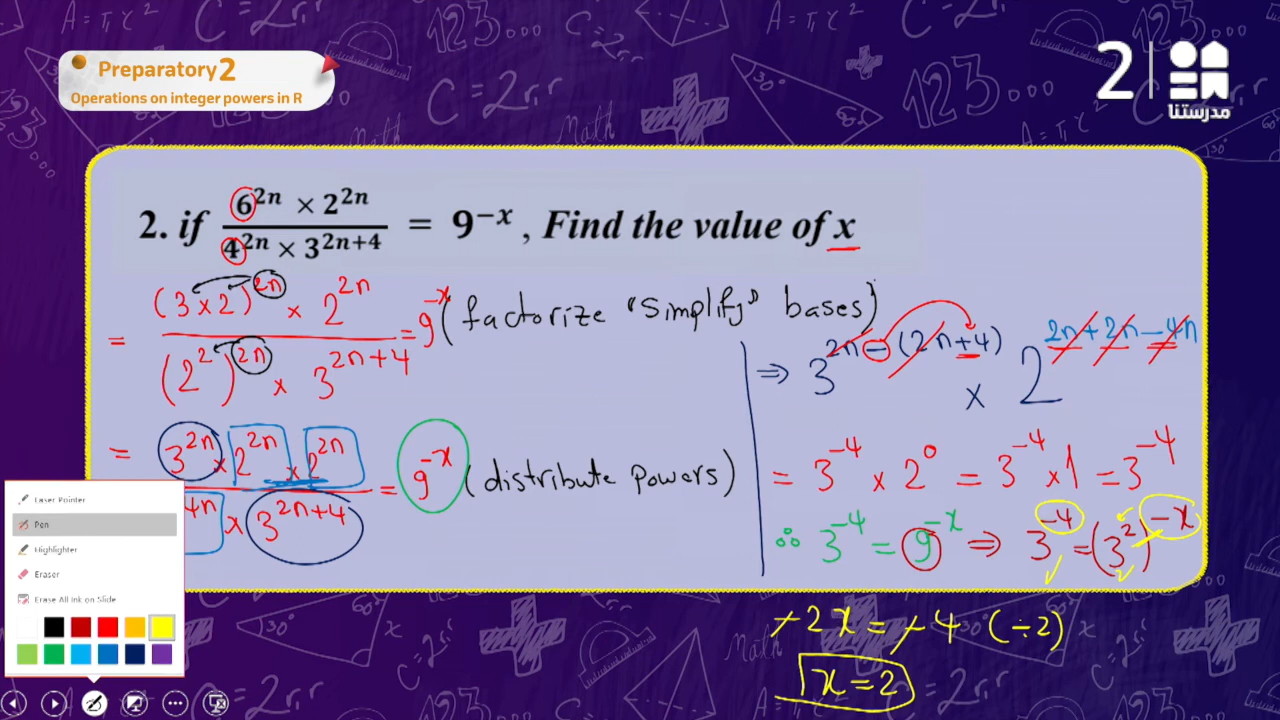 Preparatory 2
Operations on integer powers in R
2 | مدرستنا
2. if (6^{2n} × 2^{2n}) / (4^{2n} × 3^{2n+4}) = 9^{-x} , Find the value of x
= ((3×2)^{2n} × 2^{2n}) / ((2^2)^{2n} × 3^{2n+4}) = 9^{-x} (factorize "simplify" bases)
= (3^{2n} × 2^{2n} × 2^{2n}) / (^{4n} × 3^{2n+4}) = 9^{-x} (distribute powers)
⇒ 3^{2n-(2n+4)} × 2^{2n+2n-4n}
= 3^{-4} × 2^0 = 3^{-4} × 1 = 3^{-4}
∴ 3^{-4} = 9^{-x} ⇒ 3^{-4} = (3^2)^{-x}
-2x = -4 (÷2)
x = 2
Laser Pointer
Pen
Highlighter
Eraser
Erase All Ink on Slide